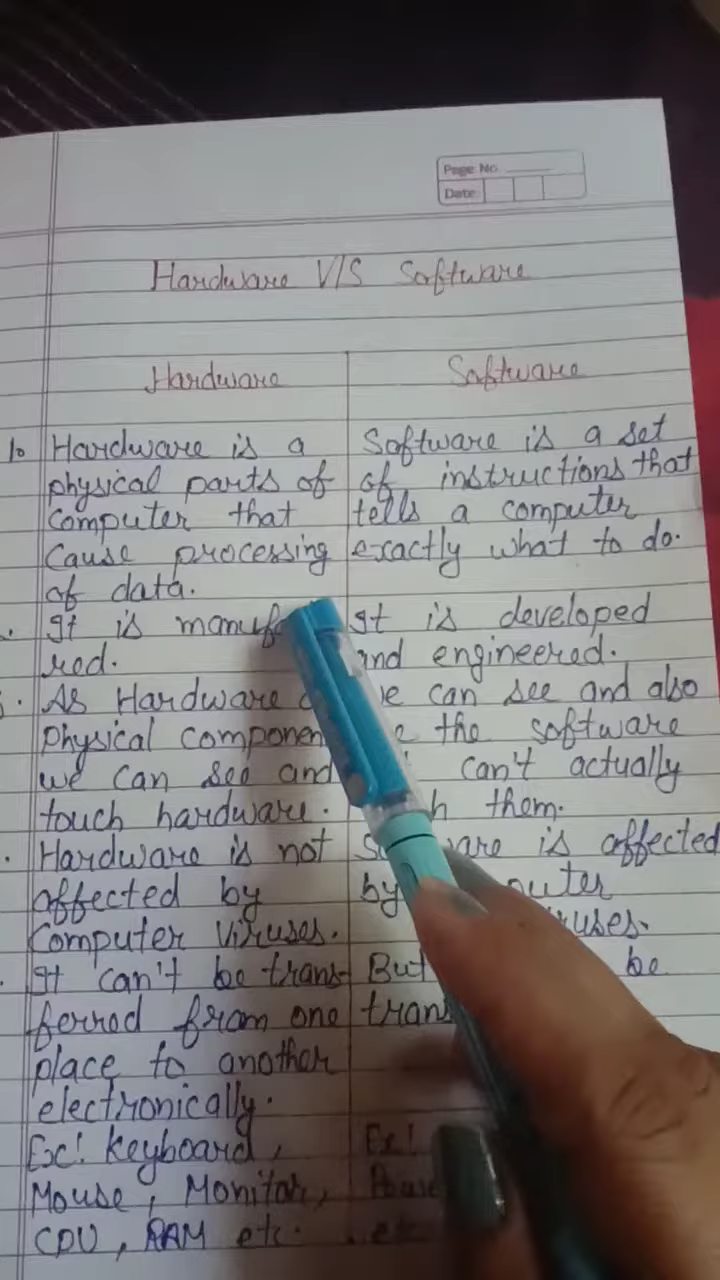 Page No.
Date:
Hardware V/S Software
Hardware
Software
1. Hardware is a
physical parts of
computer that
cause processing
of data.
It is
red.
3. As Hardware
physical
we can see and
touch hardware.
Hardware is not
affected by
Computer Viruses.
It can't be trans-
ferred from one
place to another
electronically.
Ex! Keyboard,
Mouse, Monitor,
CPU, RAM etc.
Software is a set
of instructions that
tells a computer
exactly what to do.
It is developed
and engineered.
can see and also
the software
can't actually
them.
is affected
by
But be
Ex!
etc